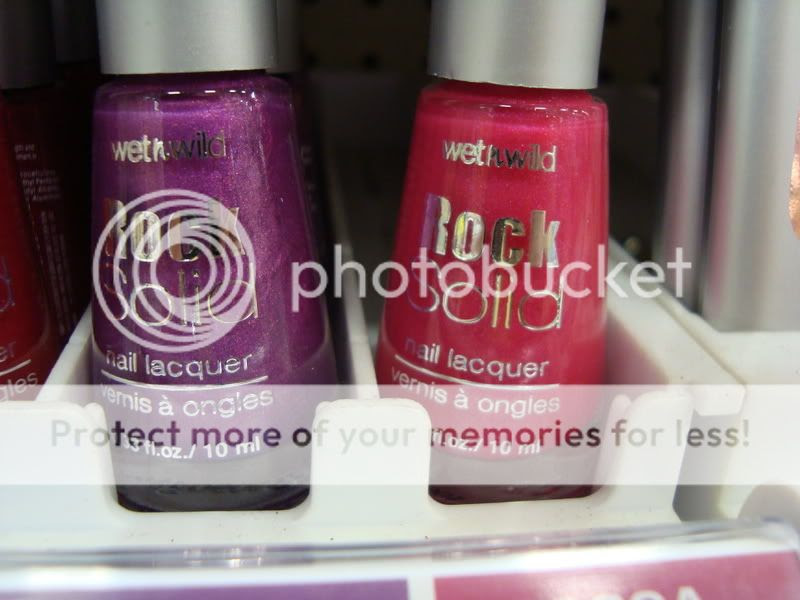 wet n wild
Rock
Solid
nail lacquer
vernis à ongles
fl.oz./ 10 ml
wet n wild
Rock
Solid
nail lacquer
vernis à ongles
fl.oz./ 10 ml
photobucket
Protect more of your memories for less!